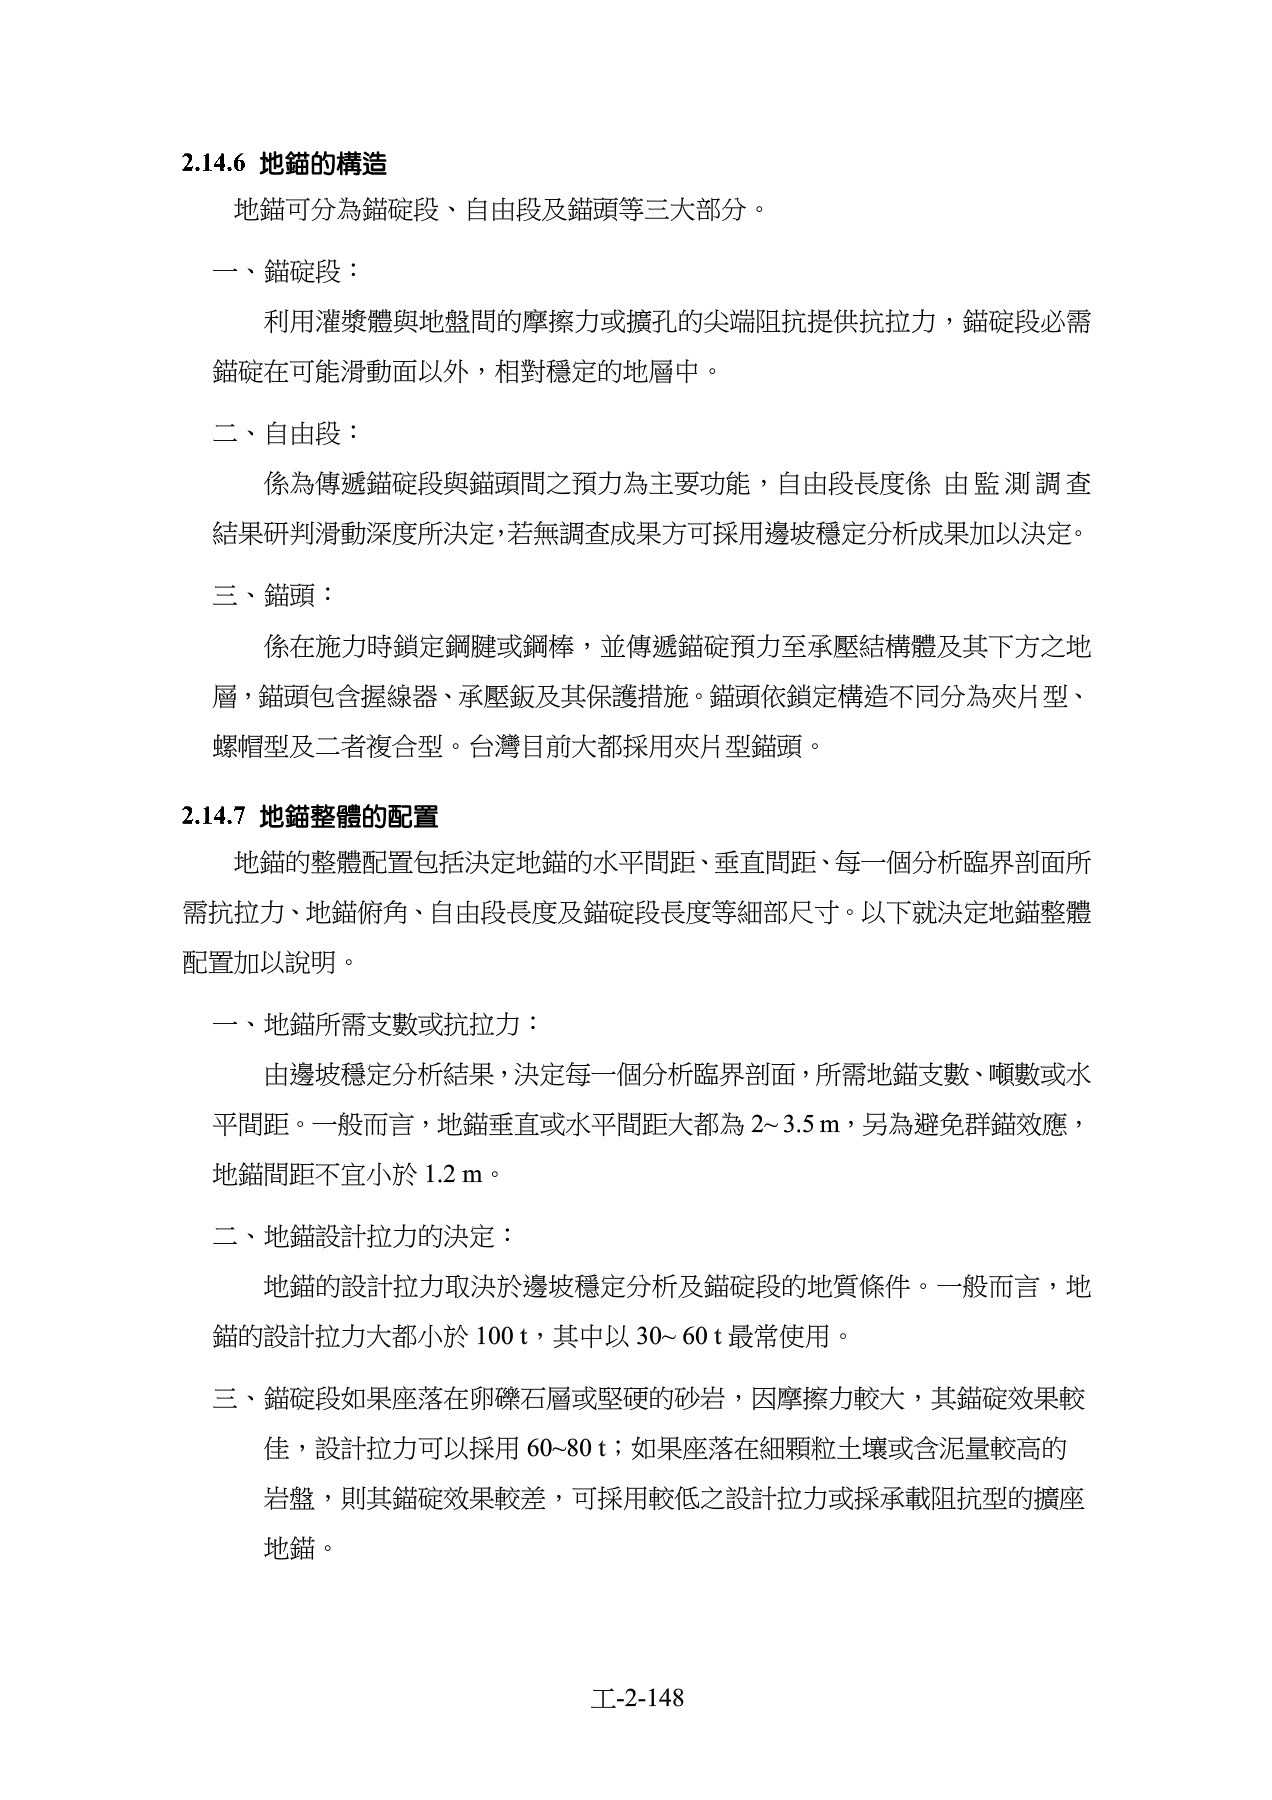 2.14.6 地錨的構造
地錨可分為錨碇段、自由段及錨頭等三大部分。
一、錨碇段：
利用灌漿體與地盤間的摩擦力或擴孔的尖端阻抗提供抗拉力，錨碇段必需
錨碇在可能滑動面以外，相對穩定的地層中。
二、自由段：
係為傳遞錨碇段與錨頭間之預力為主要功能，自由段長度係 由監測調查
結果研判滑動深度所決定，若無調查成果方可採用邊坡穩定分析成果加以決定。
三、錨頭：
係在施力時鎖定鋼腱或鋼棒，並傳遞錨碇預力至承壓結構體及其下方之地
層，錨頭包含握線器、承壓鈑及其保護措施。錨頭依鎖定構造不同分為夾片型、
螺帽型及二者複合型。台灣目前大都採用夾片型錨頭。
2.14.7 地錨整體的配置
地錨的整體配置包括決定地錨的水平間距、垂直間距、每一個分析臨界剖面所
需抗拉力、地錨俯角、自由段長度及錨碇段長度等細部尺寸。以下就決定地錨整體
配置加以說明。
一、地錨所需支數或抗拉力：
由邊坡穩定分析結果，決定每一個分析臨界剖面，所需地錨支數、噸數或水
平間距。一般而言，地錨垂直或水平間距大都為 2~ 3.5 m，另為避免群錨效應，
地錨間距不宜小於 1.2 m。
二、地錨設計拉力的決定：
地錨的設計拉力取決於邊坡穩定分析及錨碇段的地質條件。一般而言，地
錨的設計拉力大都小於 100 t，其中以 30~ 60 t 最常使用。
三、錨碇段如果座落在卵礫石層或堅硬的砂岩，因摩擦力較大，其錨碇效果較
佳，設計拉力可以採用 60~80 t；如果座落在細顆粒土壤或含泥量較高的
岩盤，則其錨碇效果較差，可採用較低之設計拉力或採承載阻抗型的擴座
地錨。
工-2-148